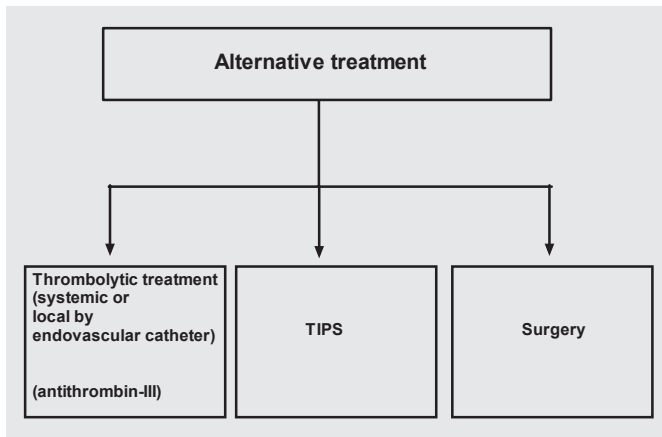 Alternative treatment
Thrombolytic treatment
(systemic or
local by
endovascular catheter)
(antithrombin-III)
TIPS
Surgery